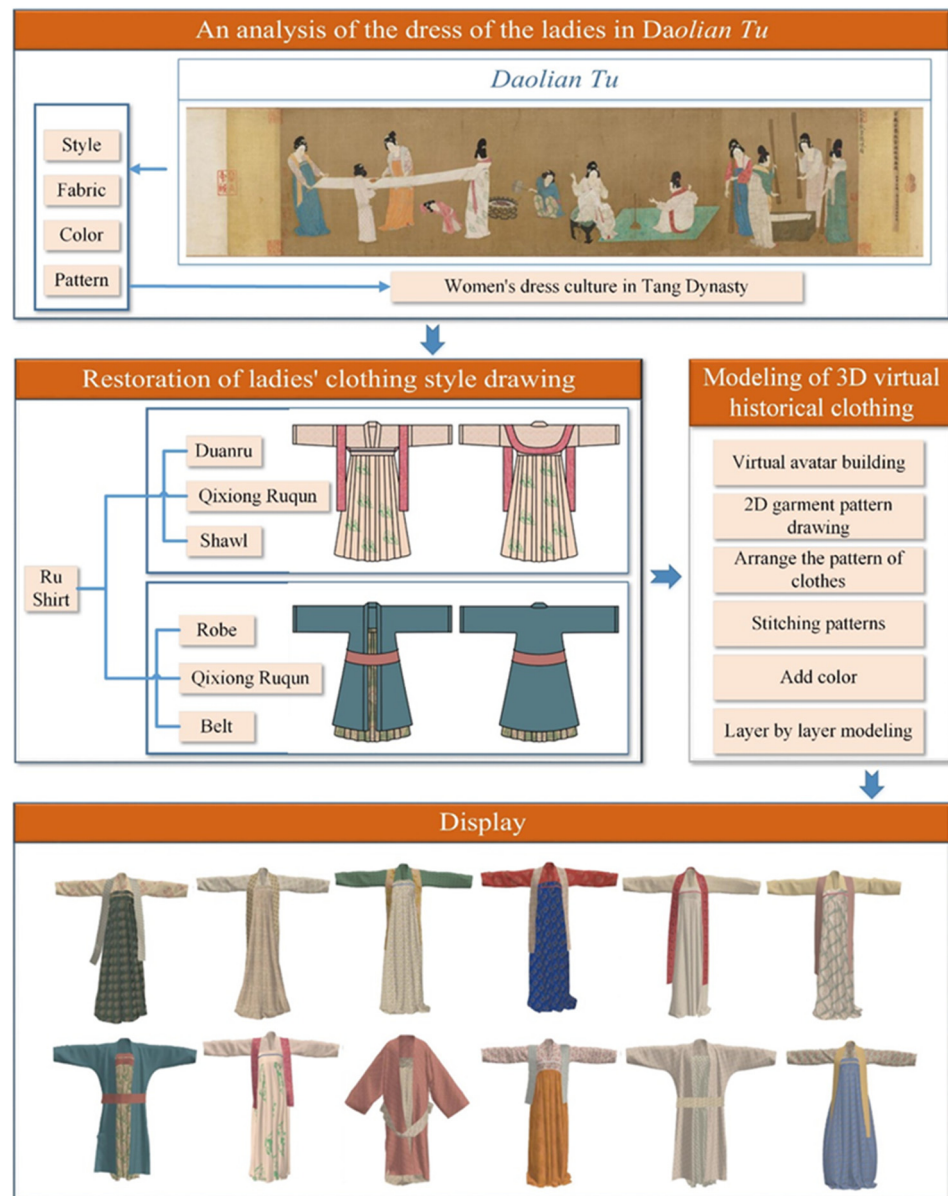 An analysis of the dress of the ladies in Daolian Tu
Daolian Tu
Style
Fabric
Color
Pattern
Women's dress culture in Tang Dynasty
Restoration of ladies' clothing style drawing
Ru
Shirt
Duanru
Qixiong Ruqun
Shawl
Robe
Qixiong Ruqun
Belt
Modeling of 3D virtual
historical clothing
Virtual avatar building
2D garment pattern
drawing
Arrange the pattern of
clothes
Stitching patterns
Add color
Layer by layer modeling
Display